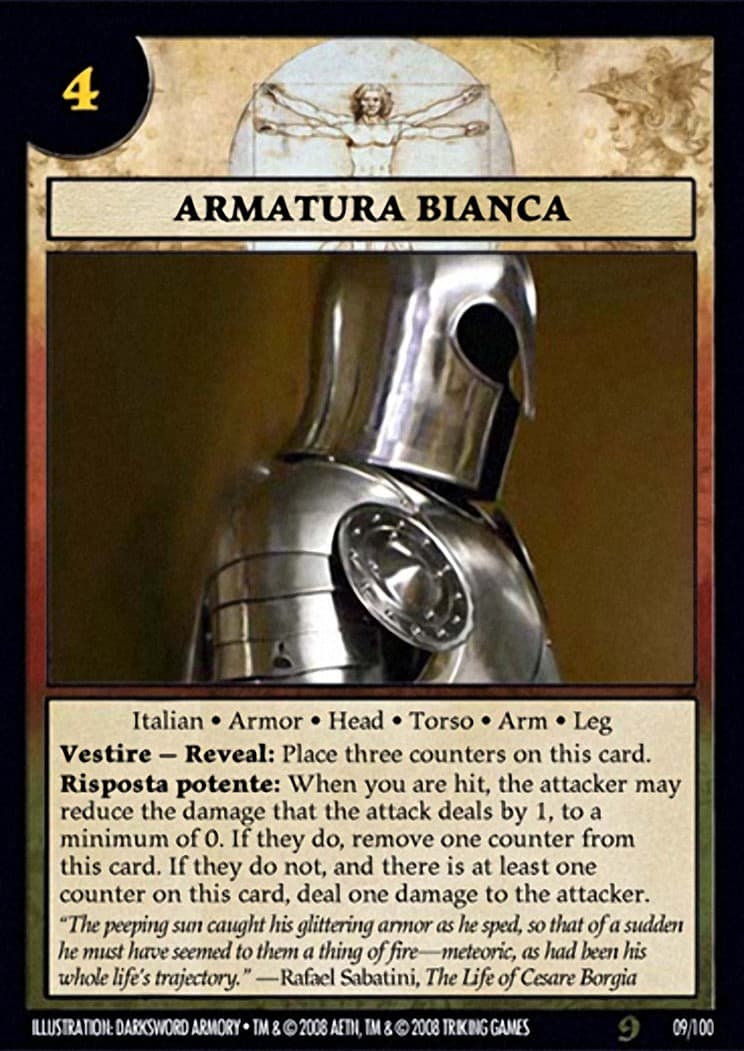 4
ARMATURA BIANCA
Italian • Armor • Head • Torso • Arm • Leg
Vestire – Reveal: Place three counters on this card.
Risposta potente: When you are hit, the attacker may
reduce the damage that the attack deals by 1, to a
minimum of 0. If they do, remove one counter from
this card. If they do not, and there is at least one
counter on this card, deal one damage to the attacker.
“The peeping sun caught his glittering armor as he sped, so that of a sudden
he must have seemed to them a thing of fire—meteoric, as had been his
whole life’s trajectory.” —Rafael Sabatini, The Life of Cesare Borgia
ILLUSTRATION: DARKSWORD ARMORY • TM & © 2008 AETN, TM & © 2008 TRIKING GAMES 9 09/100